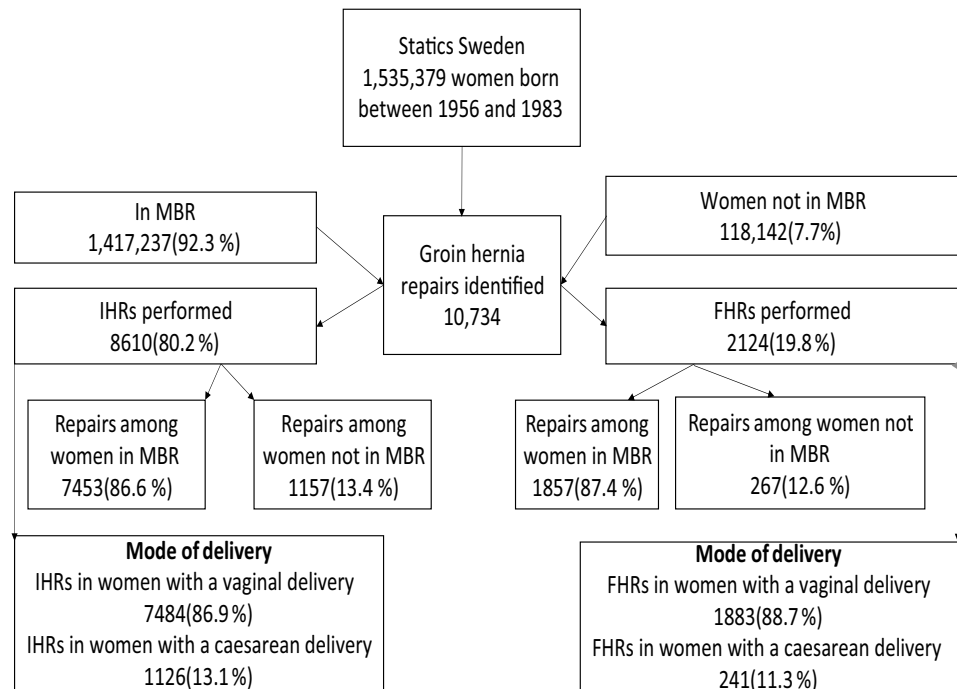 Statics Sweden
1,535,379 women born
between 1956 and 1983
In MBR
1,417,237(92.3 %)
Women not in MBR
118,142(7.7%)
Groin hernia
repairs identified
10,734
IHRs performed
8610(80.2 %)
FHRs performed
2124(19.8 %)
Repairs among
women in MBR
7453(86.6 %)
Repairs among
women not in MBR
1157(13.4 %)
Repairs among
women in MBR
1857(87.4 %)
Repairs among women not
in MBR
267(12.6 %)
Mode of delivery
IHRs in women with a vaginal delivery
7484(86.9 %)
IHRs in women with a caesarean delivery
1126(13.1 %)
Mode of delivery
FHRs in women with a vaginal delivery
1883(88.7 %)
FHRs in women with a caesarean delivery
241(11.3 %)